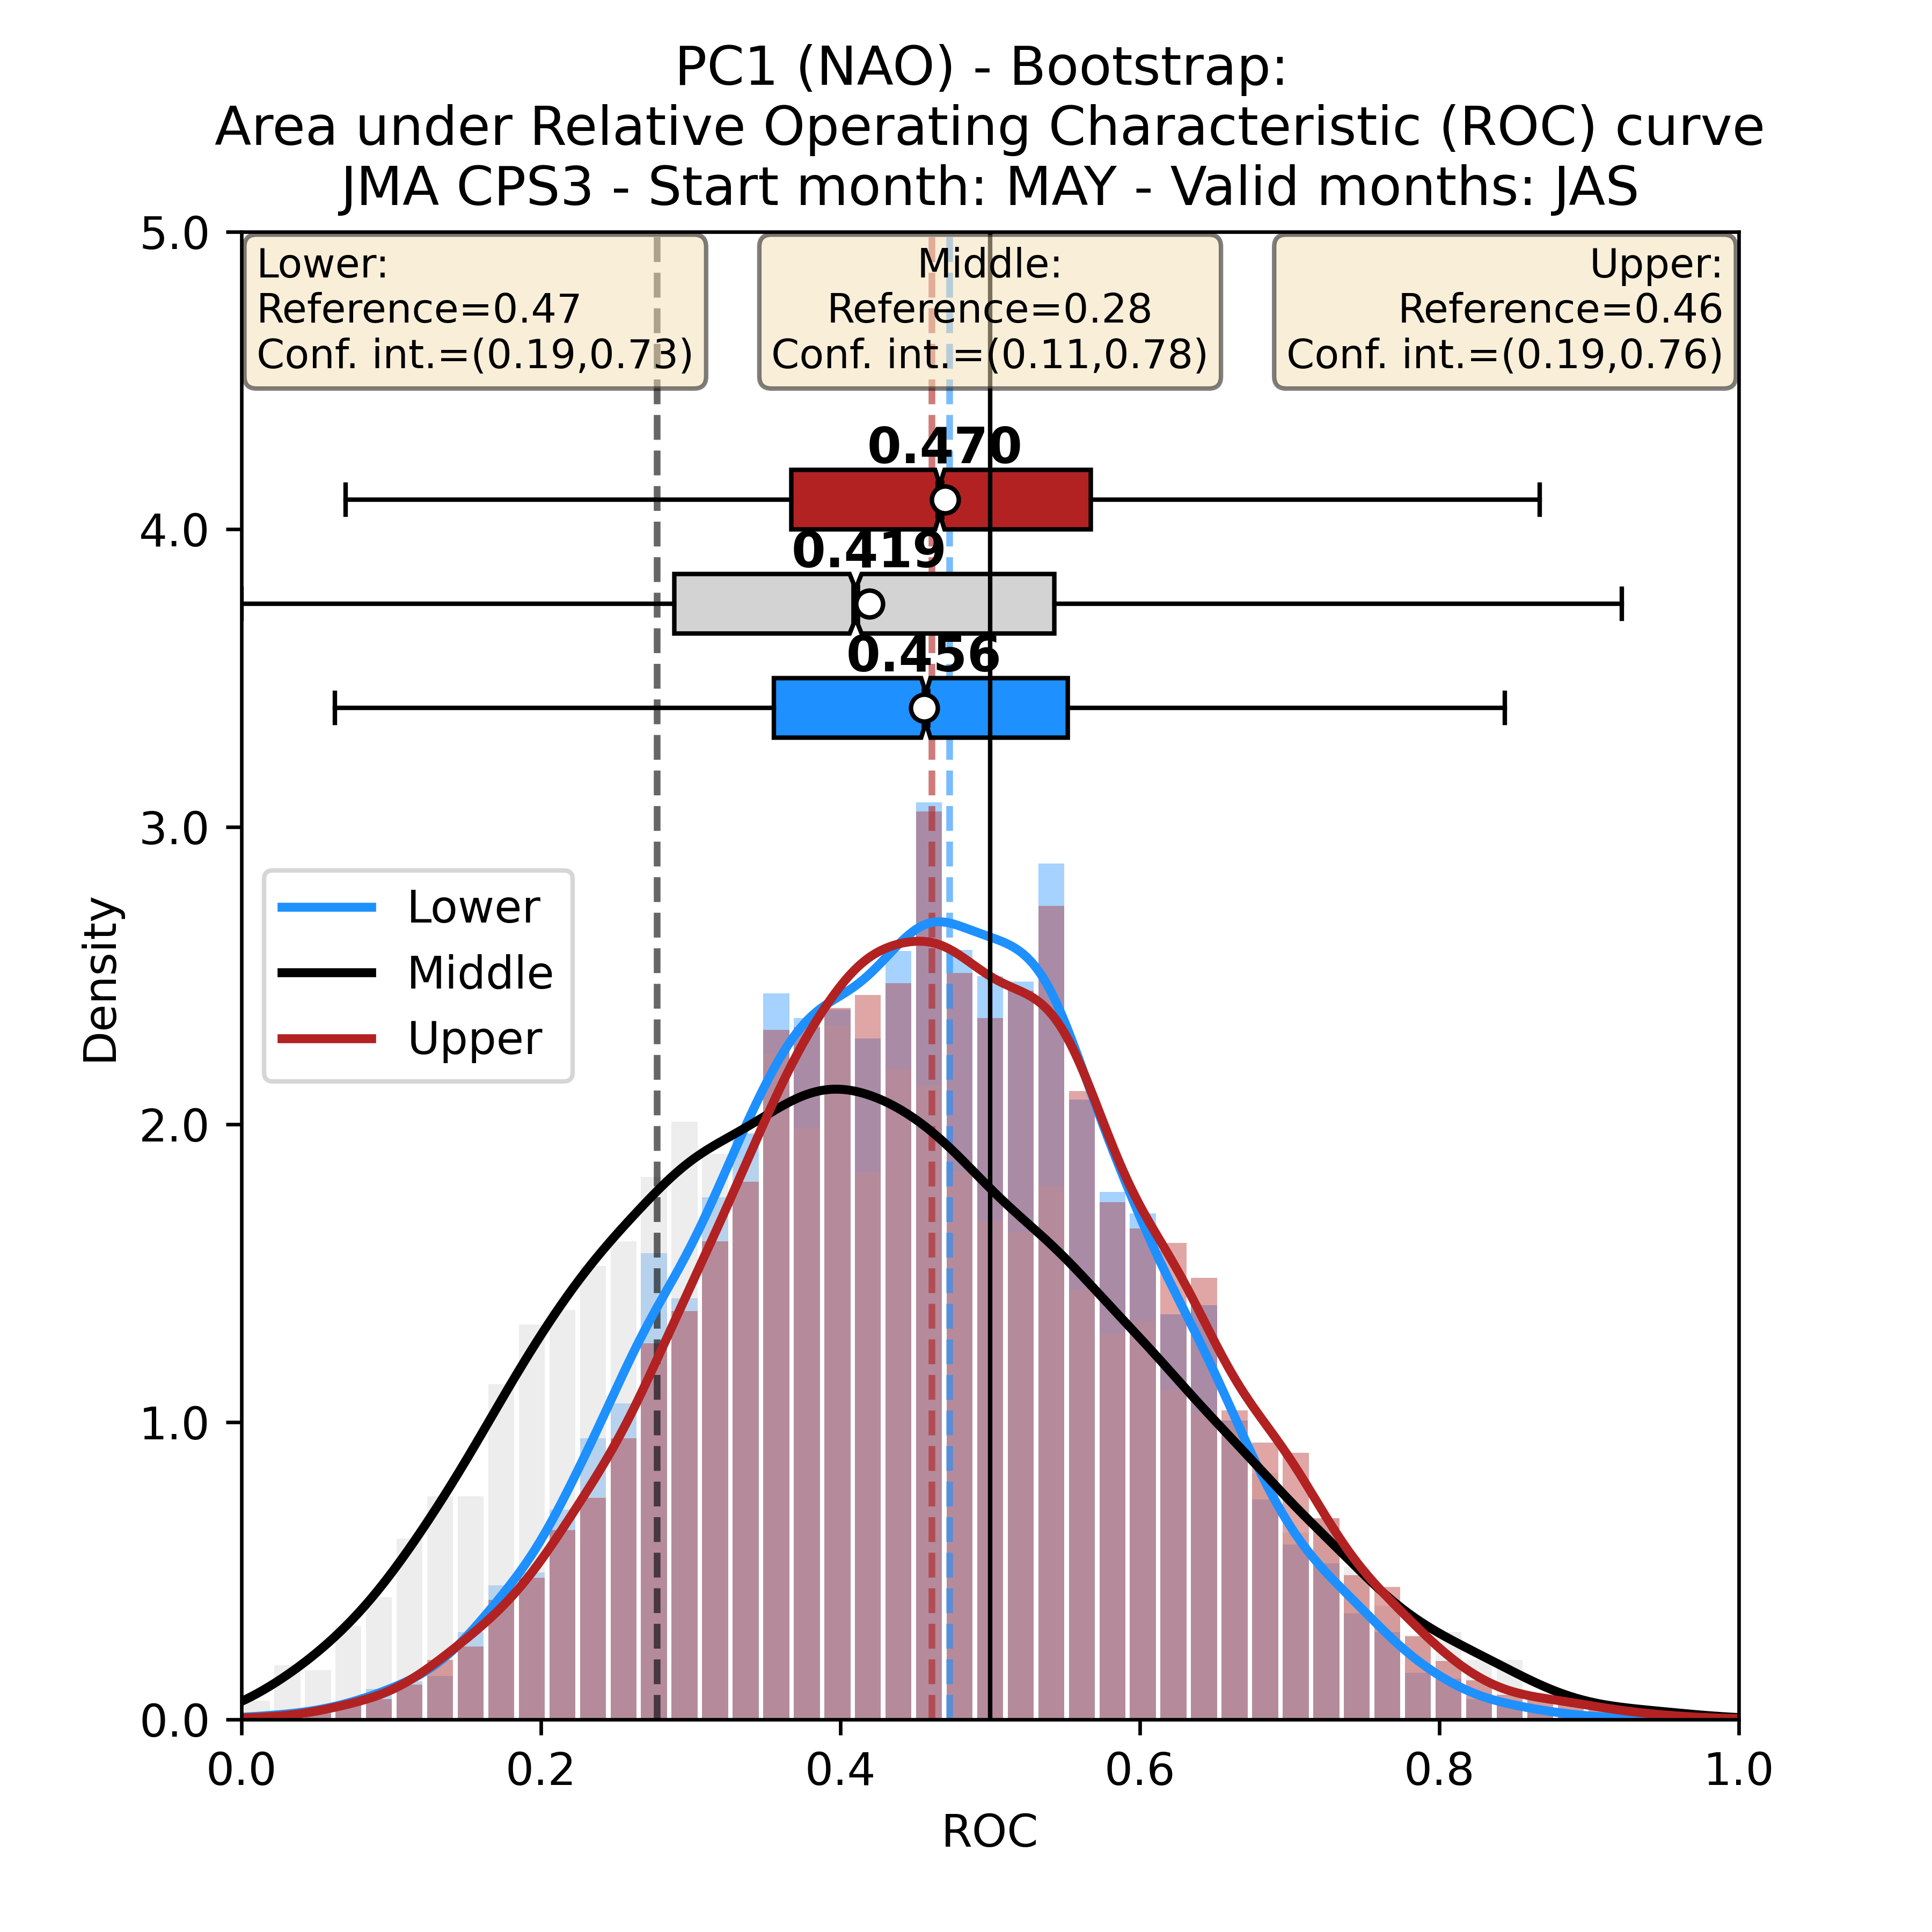 PC1 (NAO) - Bootstrap:
Area under Relative Operating Characteristic (ROC) curve
JMA CPS3 - Start month: MAY - Valid months: JAS
Lower:
Reference=0.47
Conf. int.=(0.19,0.73)
Middle:
Reference=0.28
Conf. int.=(0.11,0.78)
Upper:
Reference=0.46
Conf. int.=(0.19,0.76)
0.470
0.419
0.456
Lower
Middle
Upper
Density
5.0
4.0
3.0
2.0
1.0
0.0
0.0 0.2 0.4 0.6 0.8 1.0
ROC